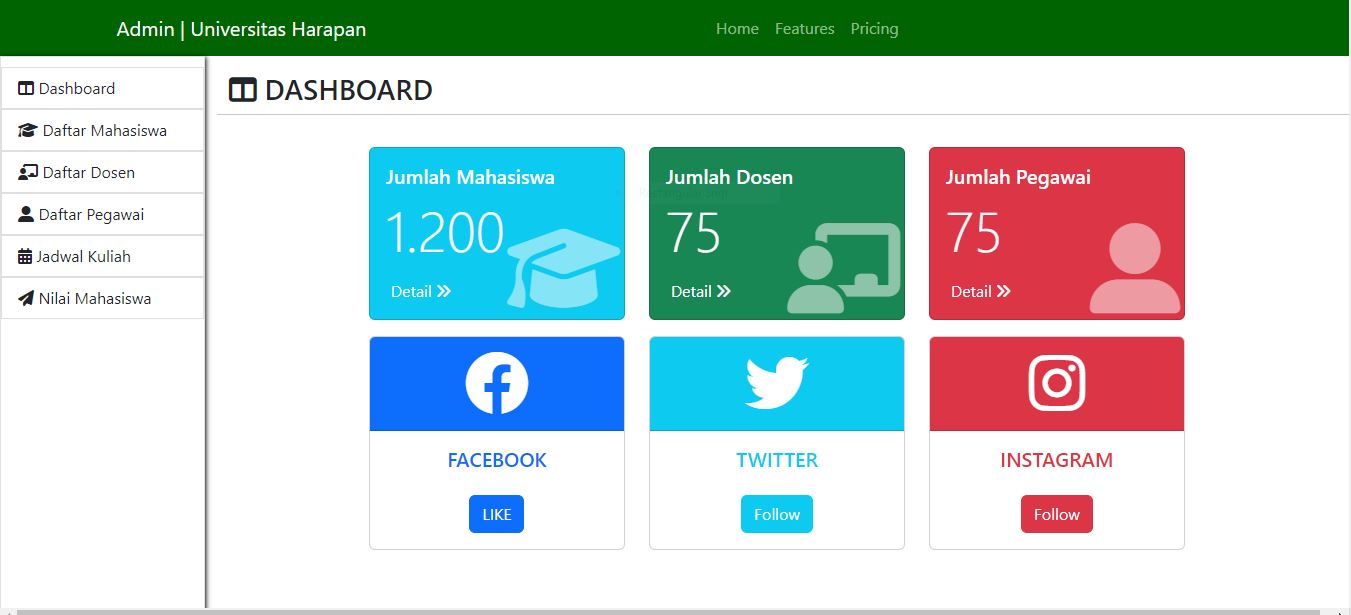 Admin | Universitas Harapan
Home Features Pricing
Dashboard
Daftar Mahasiswa
Daftar Dosen
Daftar Pegawai
Jadwal Kuliah
Nilai Mahasiswa
DASHBOARD
Jumlah Mahasiswa
1.200
Detail
Jumlah Dosen
75
Detail
Jumlah Pegawai
75
Detail
FACEBOOK
LIKE
TWITTER
Follow
INSTAGRAM
Follow